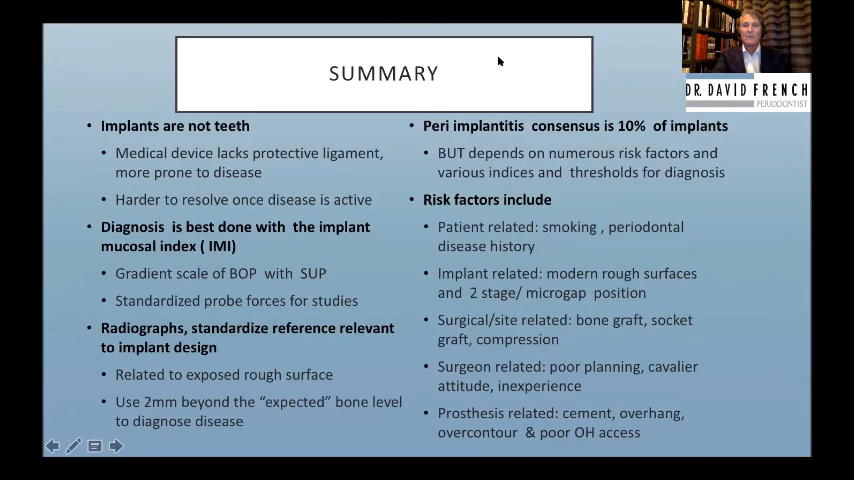 SUMMARY
DR. DAVID FRENCH
PERIODONTIST
• Implants are not teeth
• Medical device lacks protective ligament,
more prone to disease
• Harder to resolve once disease is active
• Diagnosis is best done with the implant
mucosal index ( IMI)
• Gradient scale of BOP with SUP
• Standardized probe forces for studies
• Radiographs, standardize reference relevant
to implant design
• Related to exposed rough surface
• Use 2mm beyond the “expected” bone level
to diagnose disease
• Peri implantitis consensus is 10% of implants
• BUT depends on numerous risk factors and
various indices and thresholds for diagnosis
• Risk factors include
• Patient related: smoking , periodontal
disease history
• Implant related: modern rough surfaces
and 2 stage/ microgap position
• Surgical/site related: bone graft, socket
graft, compression
• Surgeon related: poor planning, cavalier
attitude, inexperience
• Prosthesis related: cement, overhang,
overcontour & poor OH access